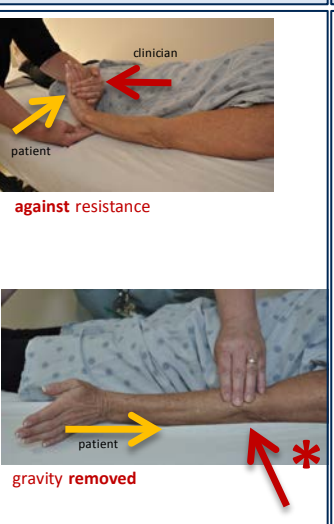 clinician
patient
against resistance
patient
*
gravity removed